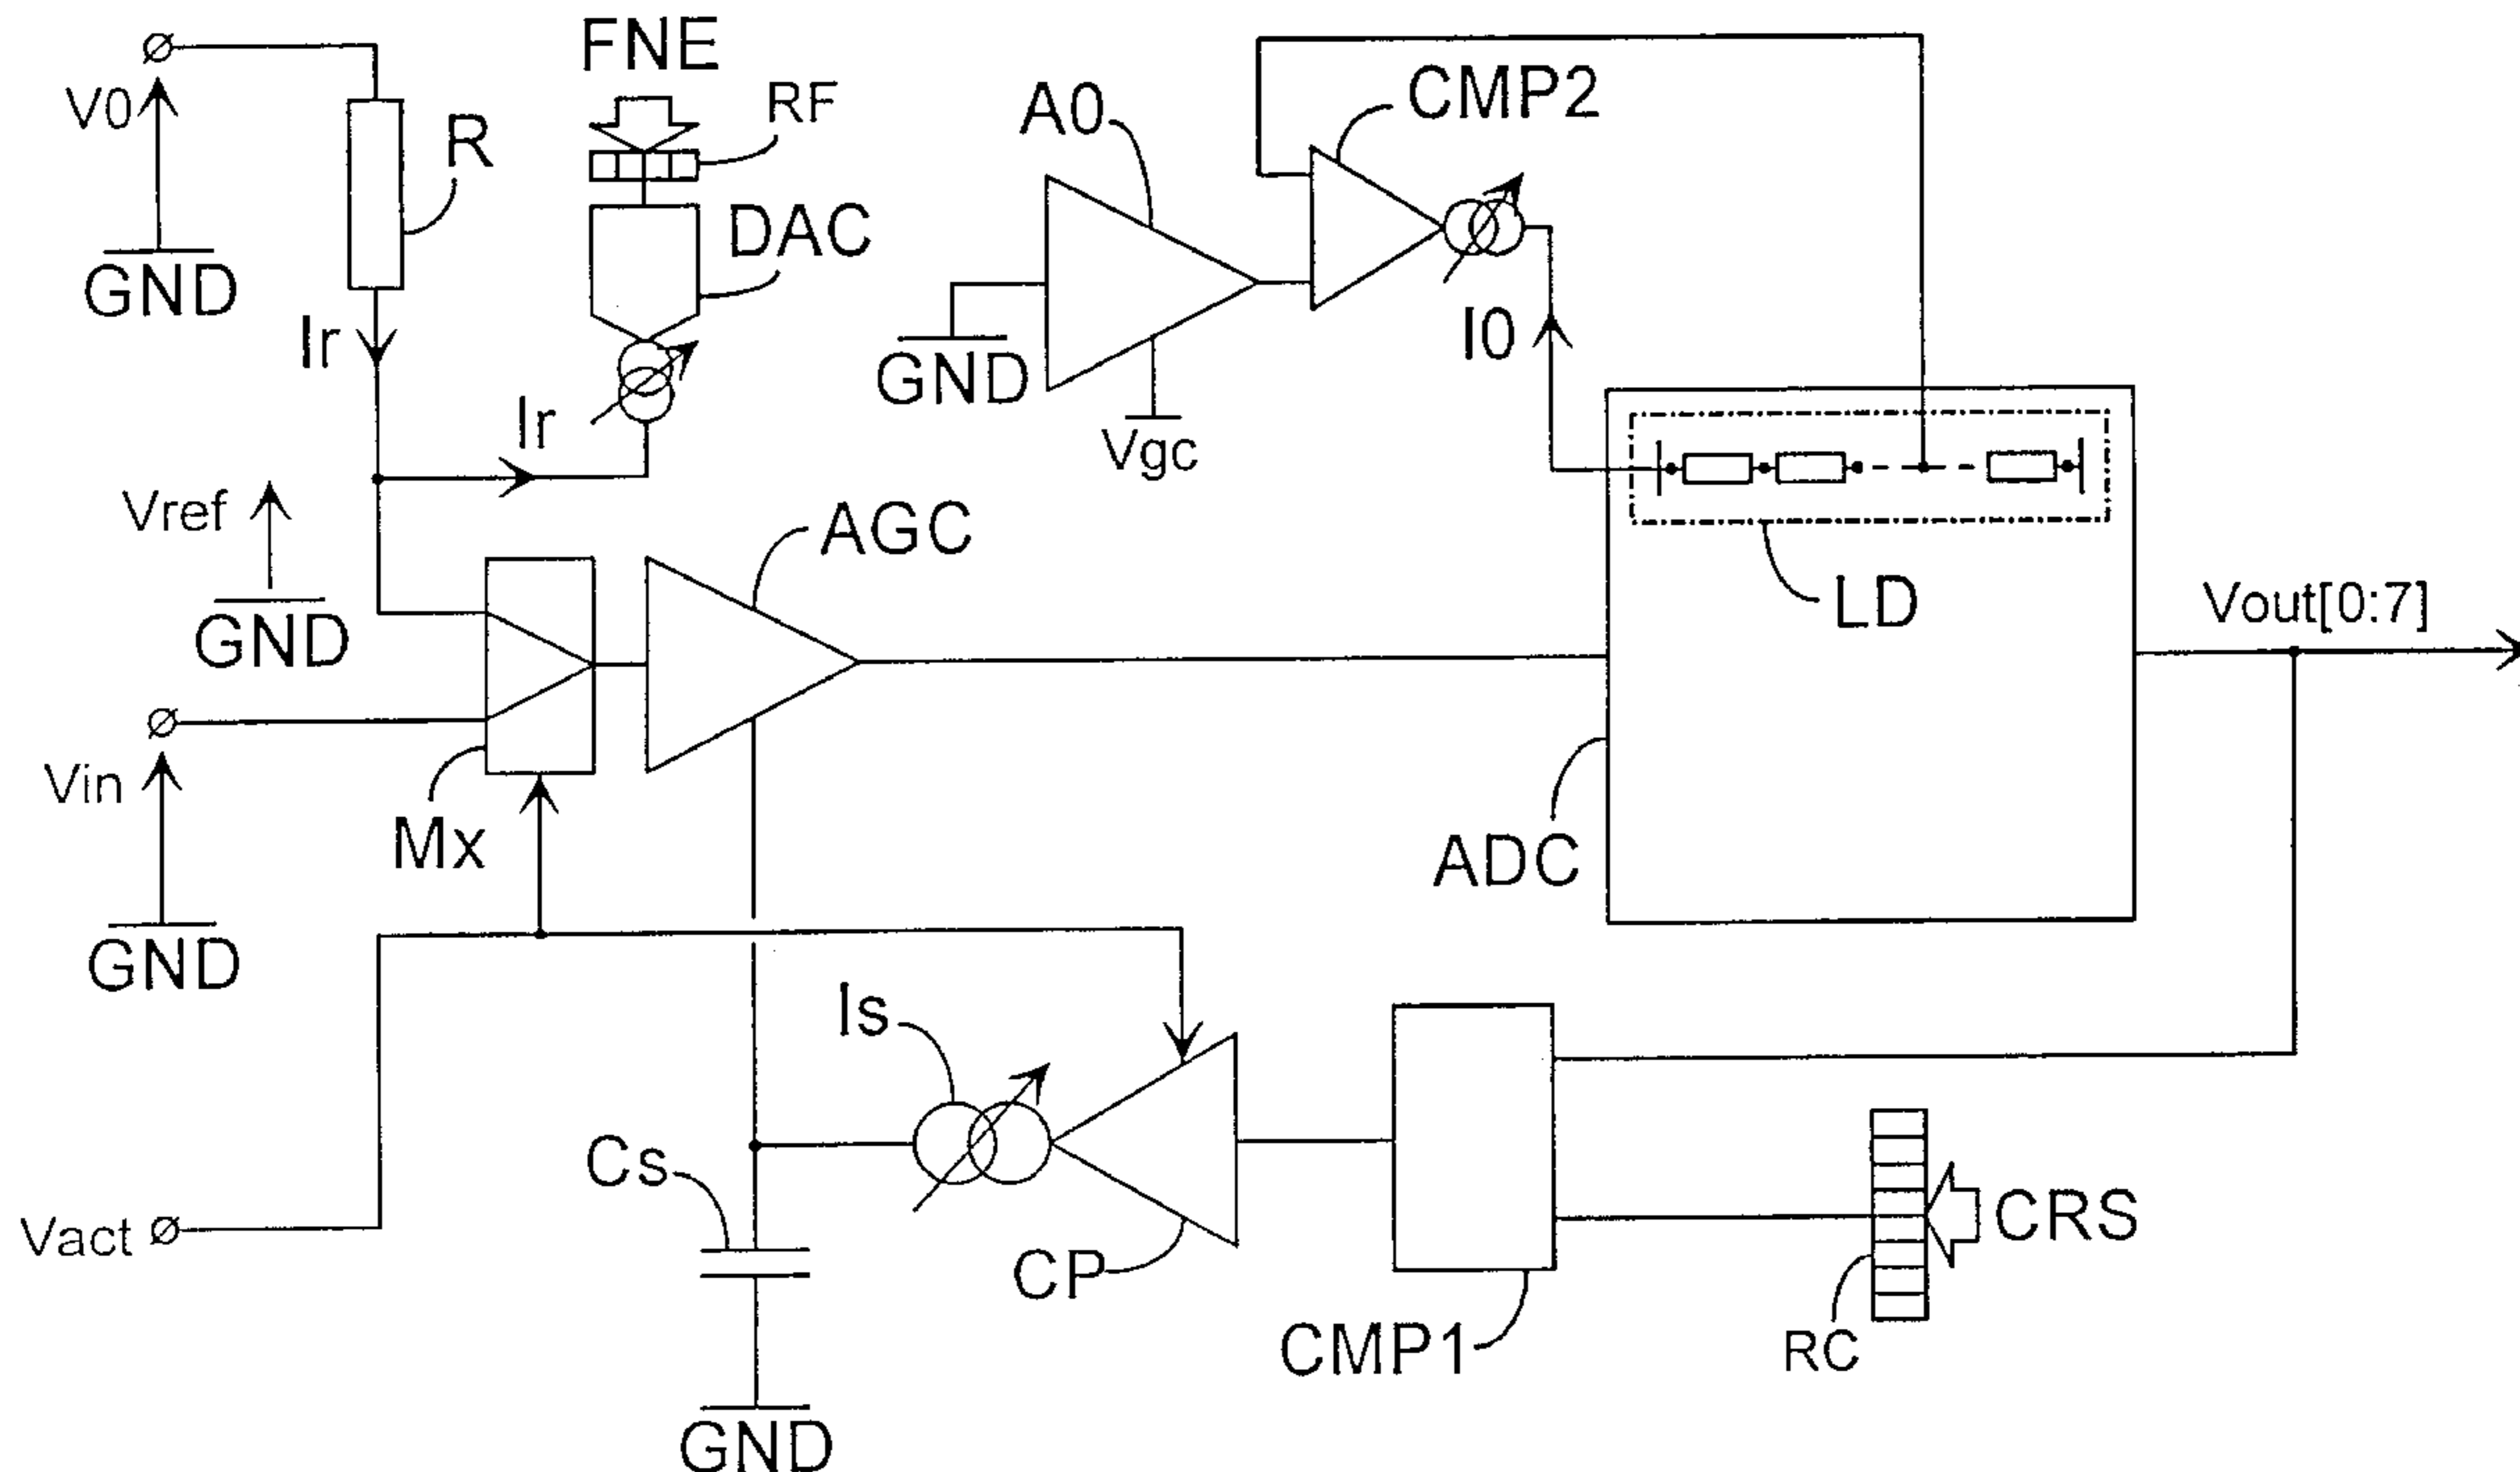 FNE
V0
R
RF
A0
CMP2
DAC
GND
Ir
I0
GND
Ir
Vgc
Vref
AGC
GND
LD
Vout[0:7]
Vin
Mx
ADC
GND
Is
Cs
Vact
CP
CRS
CMP1
RC
GND